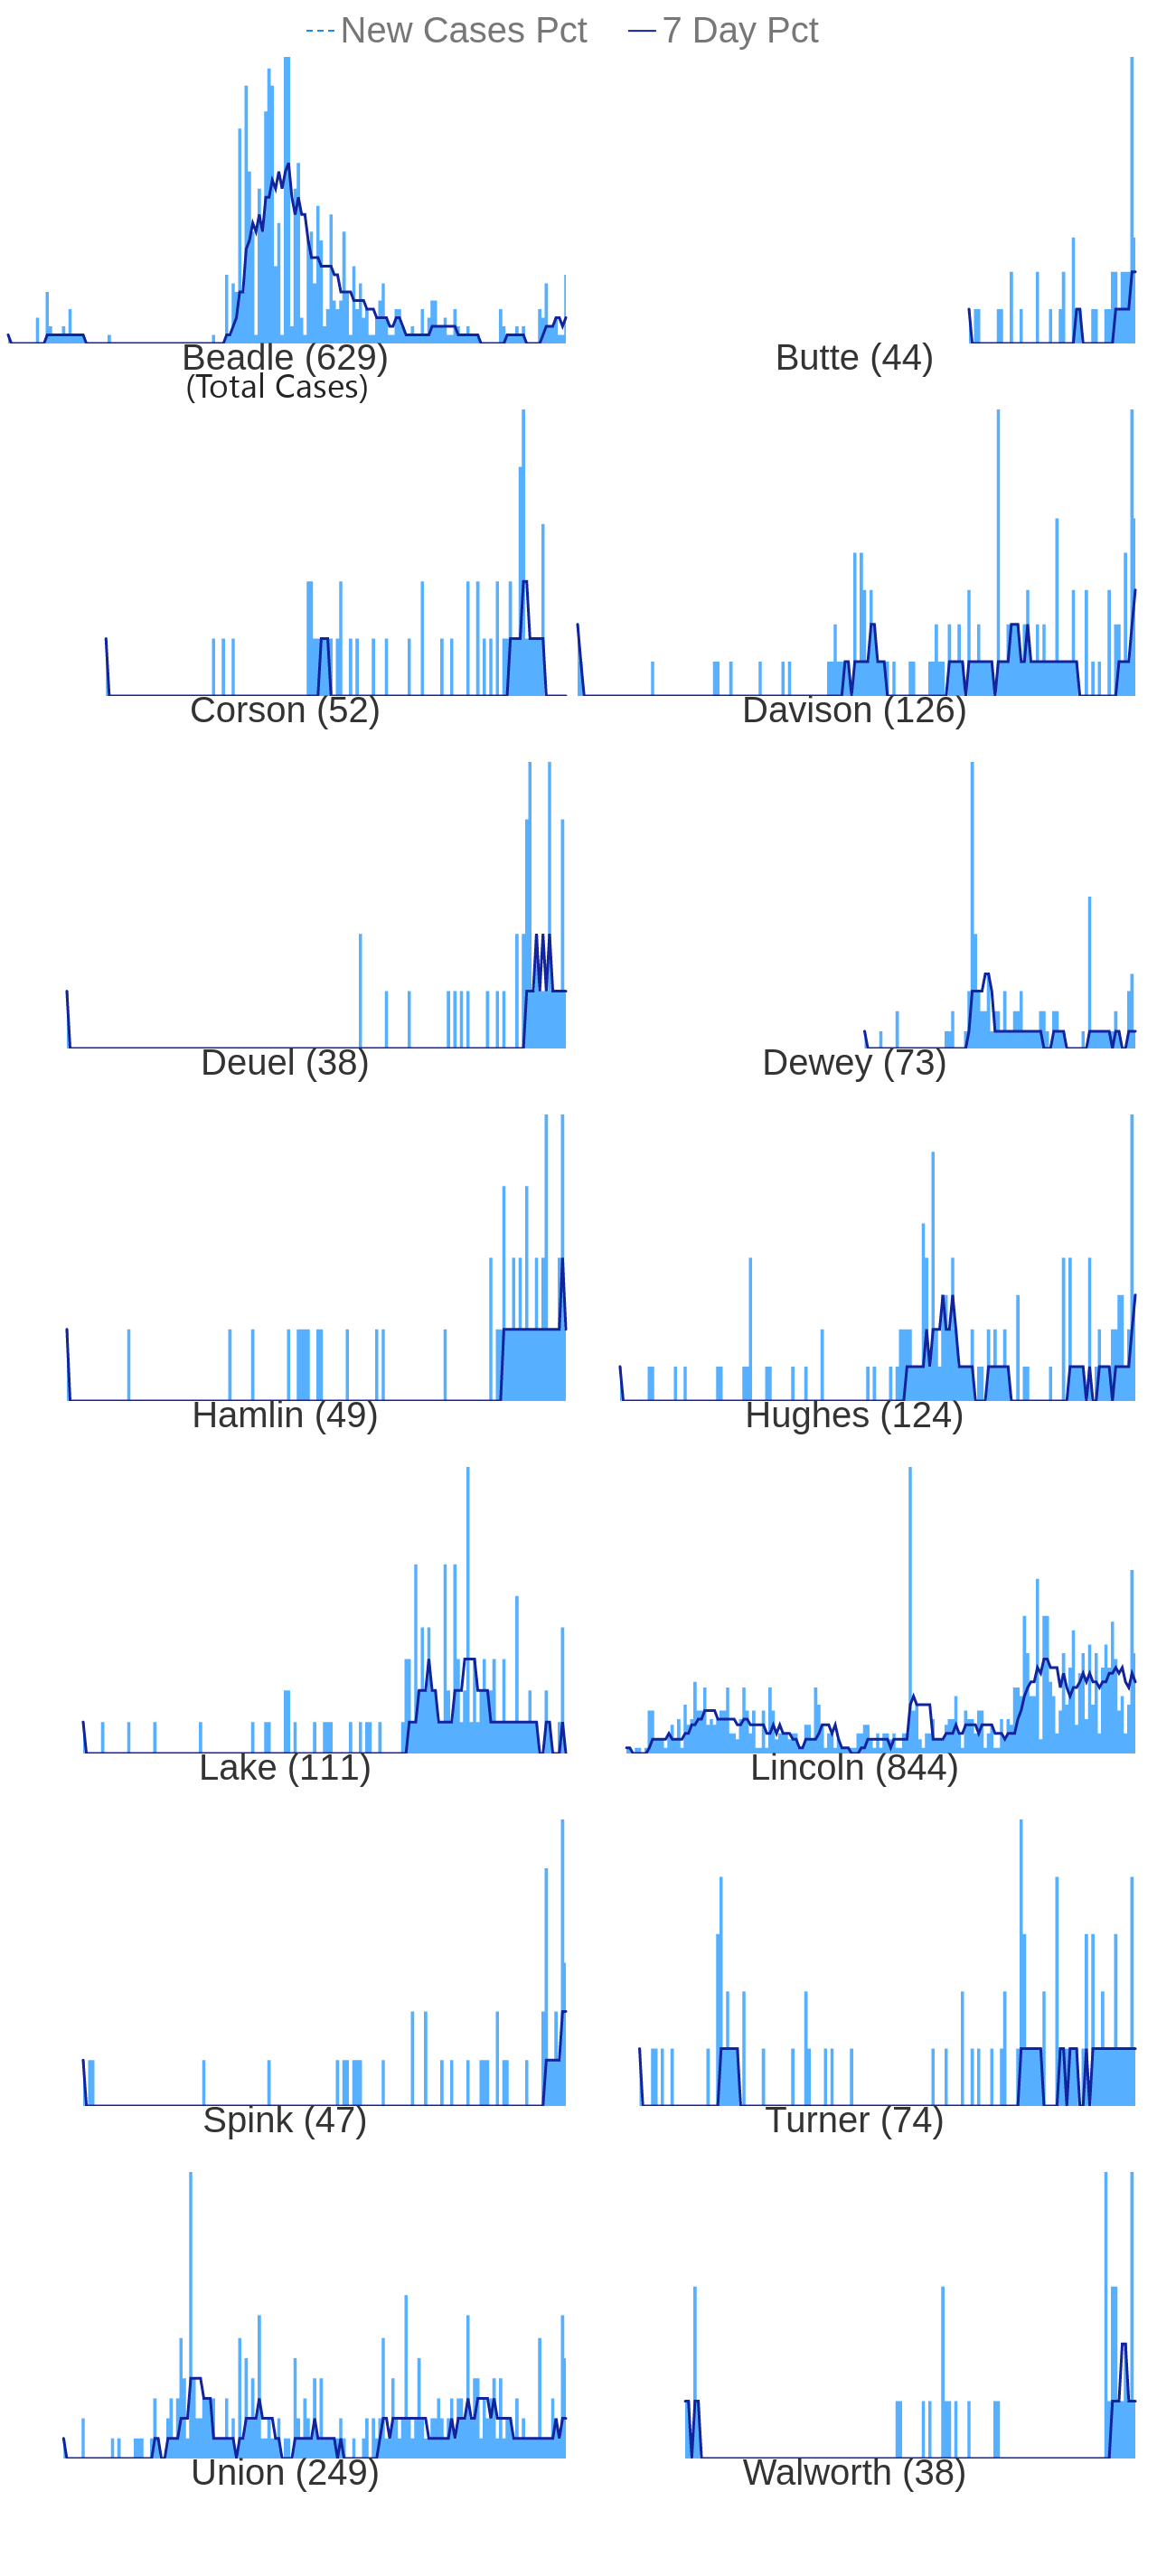 New Cases Pct 7 Day Pct
Beadle (629) Butte (44)
(Total Cases)
Corson (52) Davison (126)
Deuel (38) Dewey (73)
Hamlin (49) Hughes (124)
Lake (111) Lincoln (844)
Spink (47) Turner (74)
Union (249) Walworth (38)